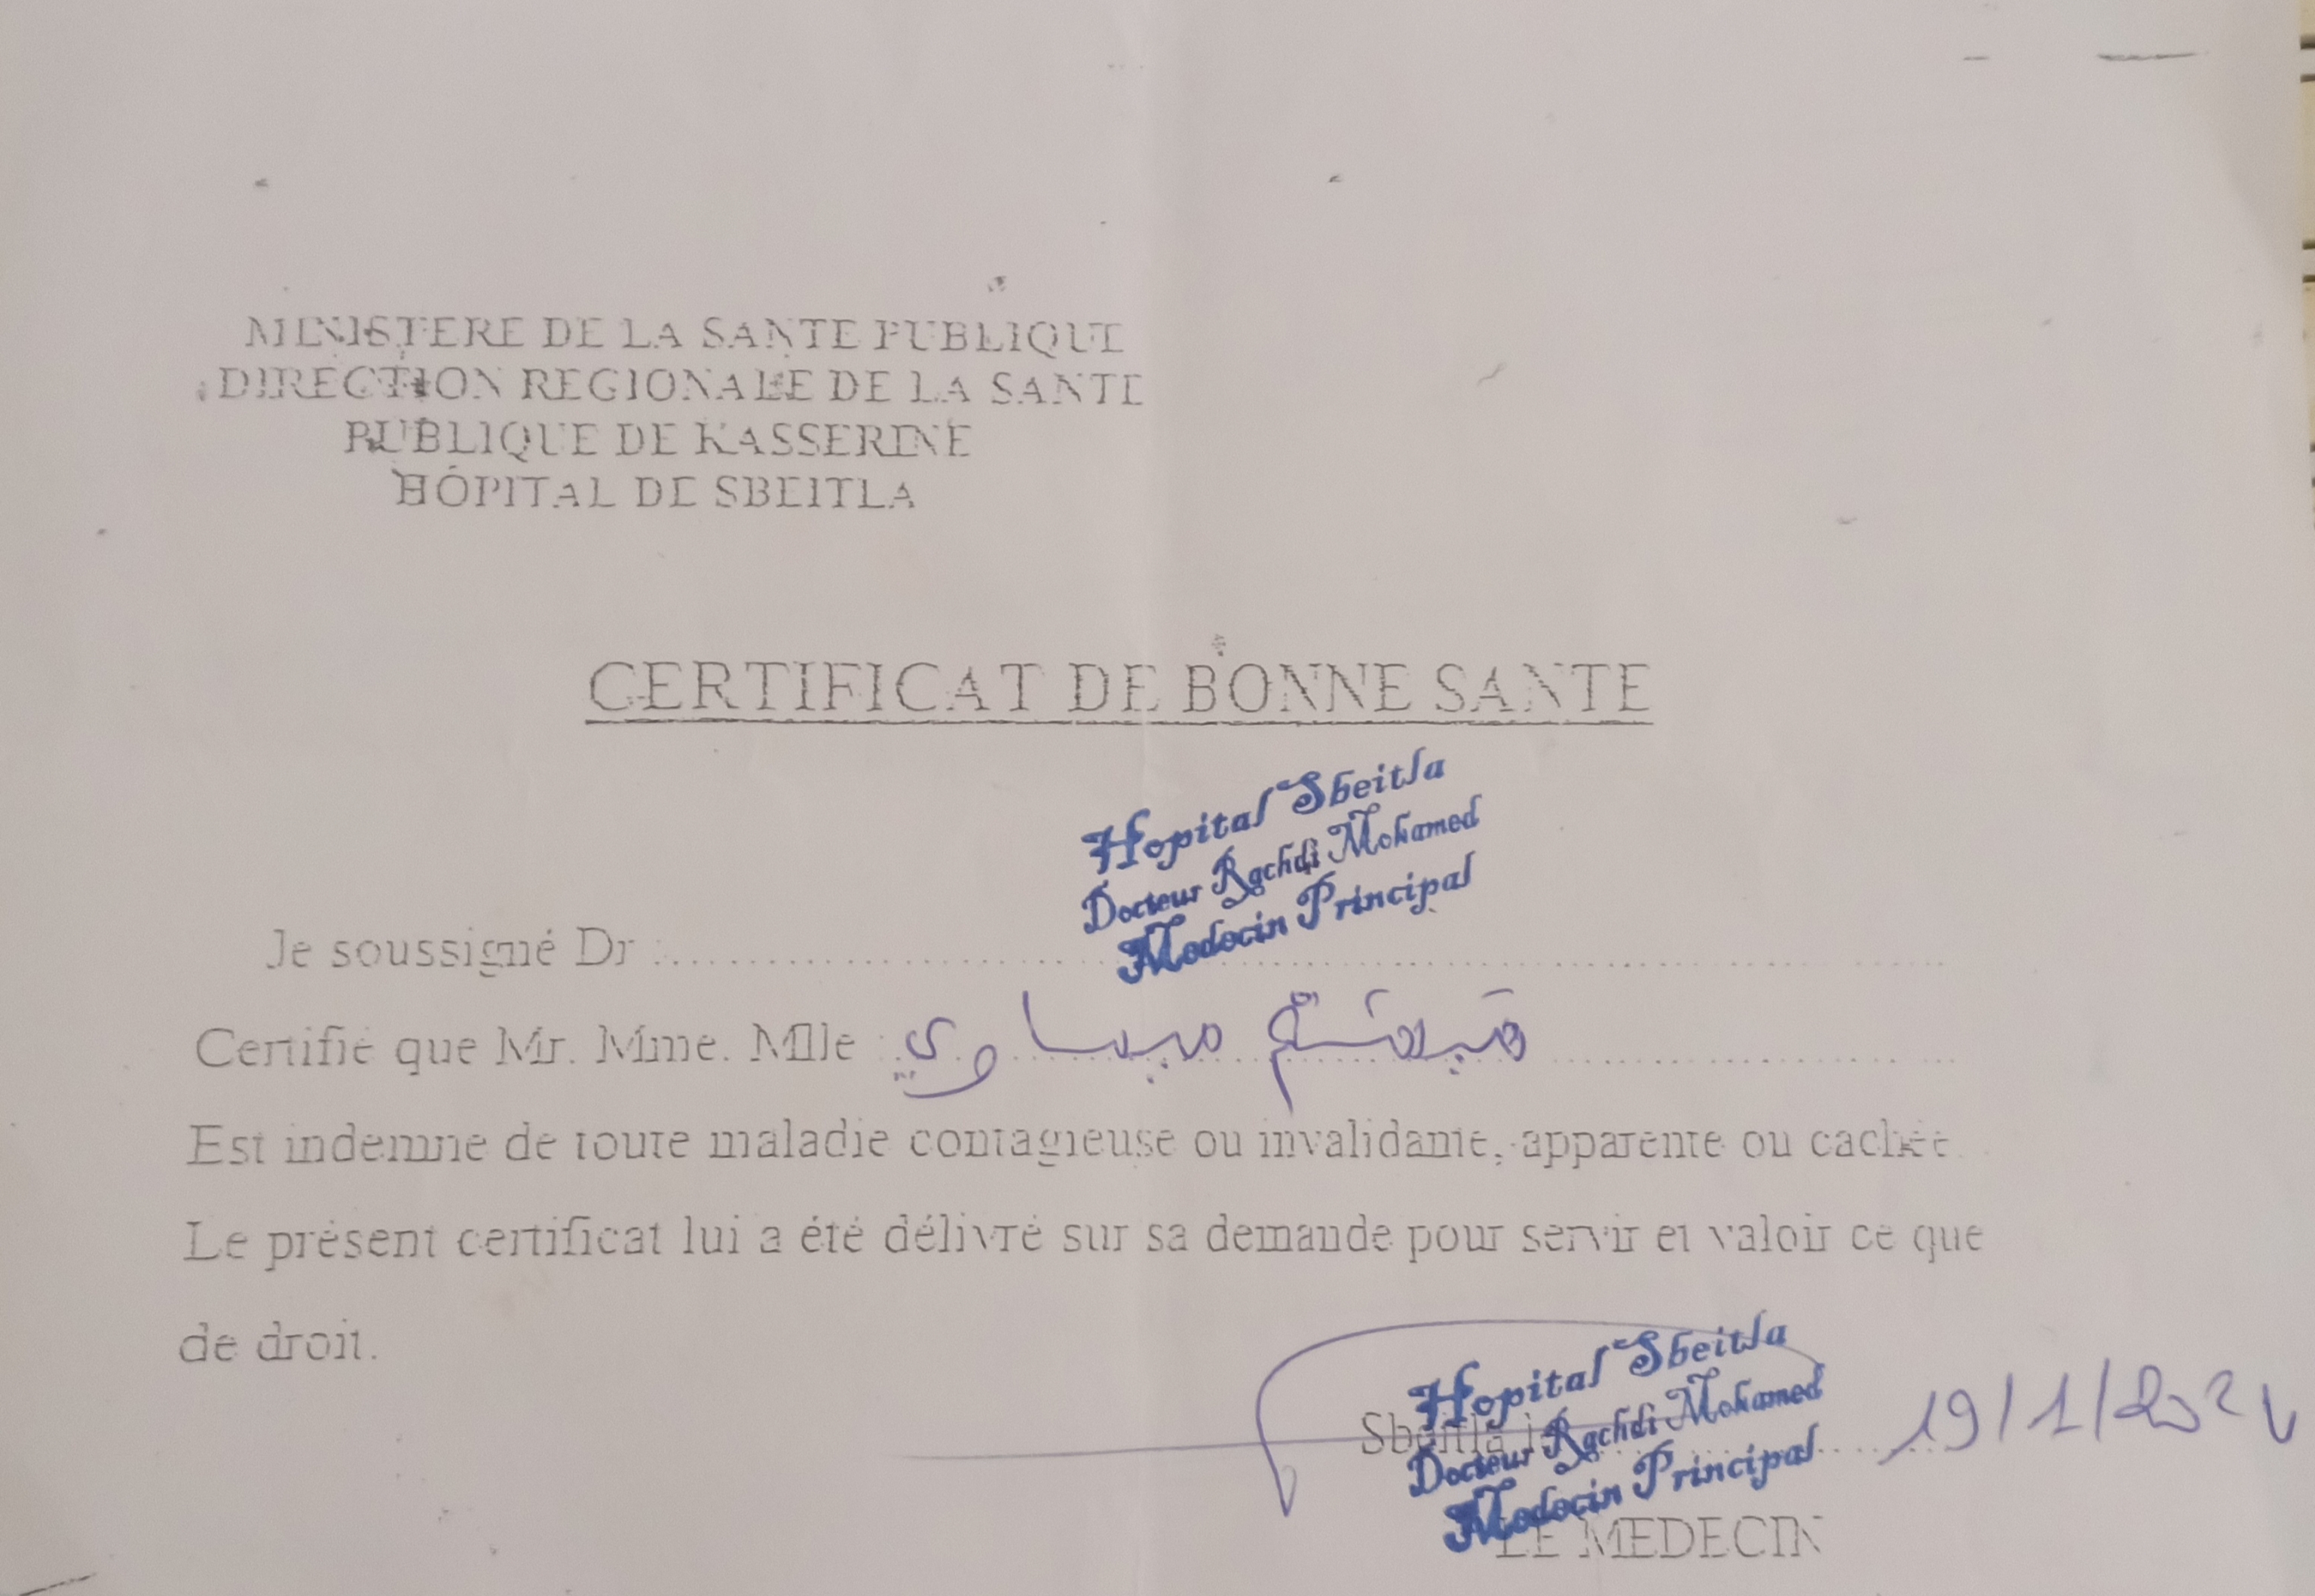 MINISTERE DE LA SANTE PUBLIQUE
DIRECTION REGIONALE DE LA SANTE
PUBLIQUE DE KASSERINE
HÔPITAL DE SBEITLA
CERTIFICAT DE BONNE SANTE
Hopital Sbeitla
Docteur Rachdi Mohamed
Medecin Principal
Je soussigné Dr :
Certifie que Mr. Mme. Mlle :
Est indemne de toute maladie contagieuse ou invalidante, apparente ou cachée.
Le présent certificat lui a été délivré sur sa demande pour servir et valoir ce que
de droit.
Hopital Sbeitla
Docteur Rachdi Mohamed
Medecin Principal
Sbeitla le
LE MEDECIN